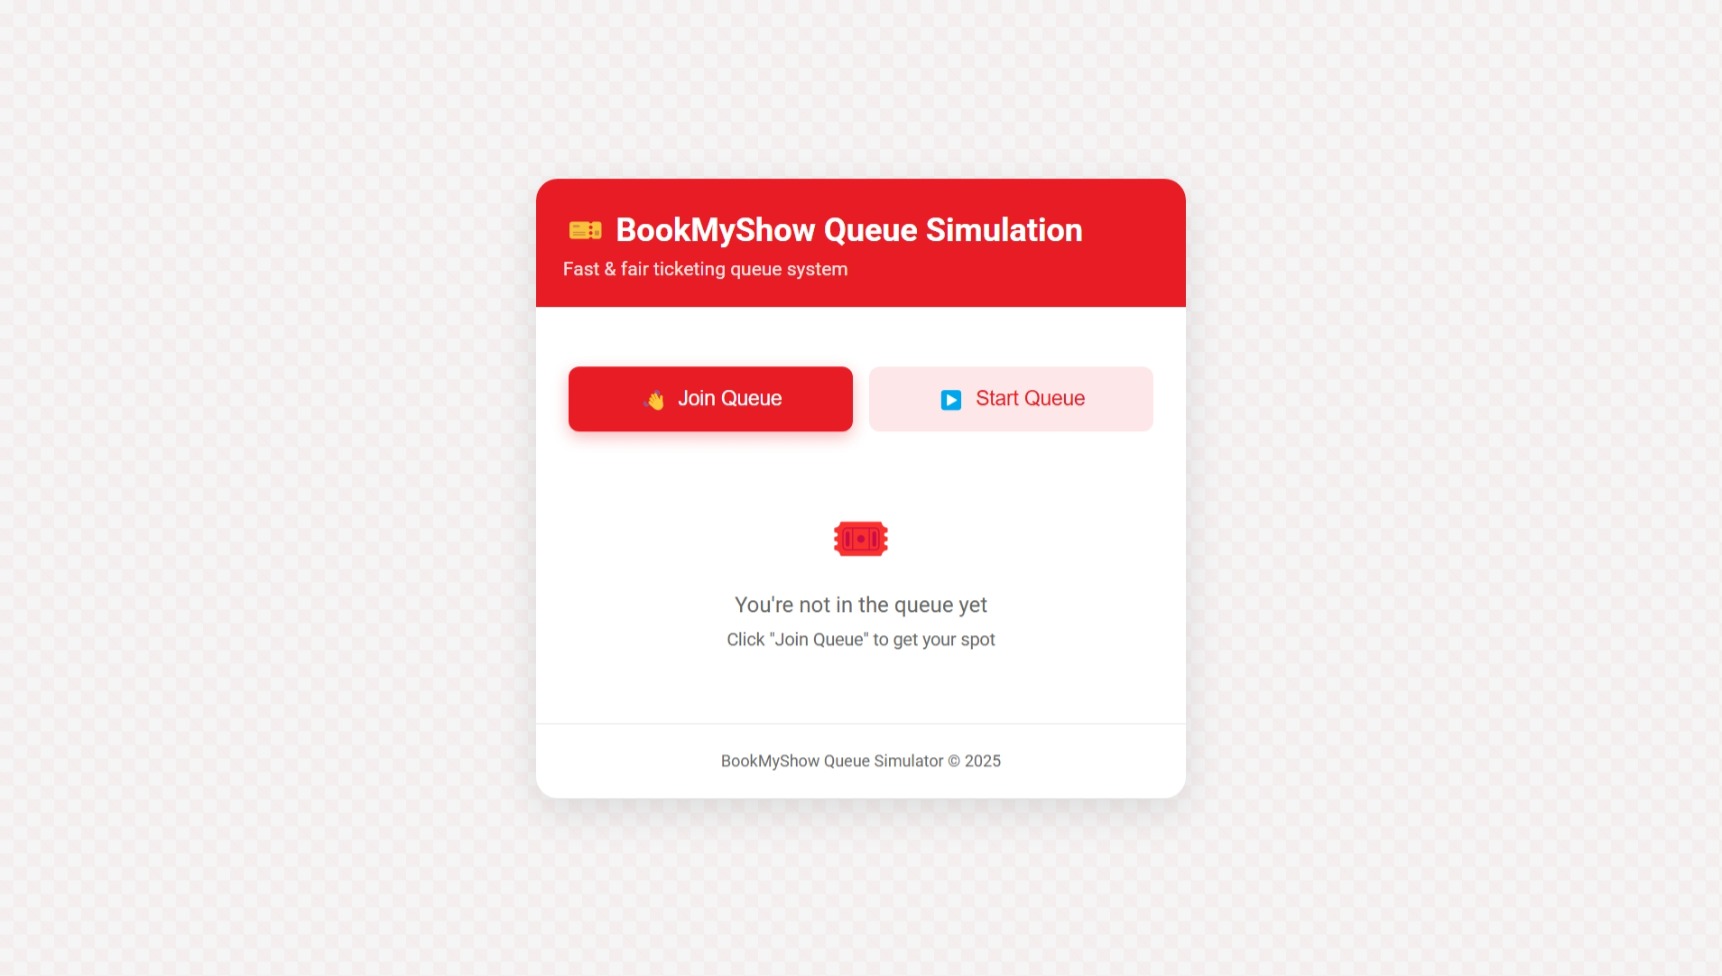 BookMyShow Queue Simulation
Fast & fair ticketing queue system
Join Queue
Start Queue
You're not in the queue yet
Click "Join Queue" to get your spot
BookMyShow Queue Simulator © 2025